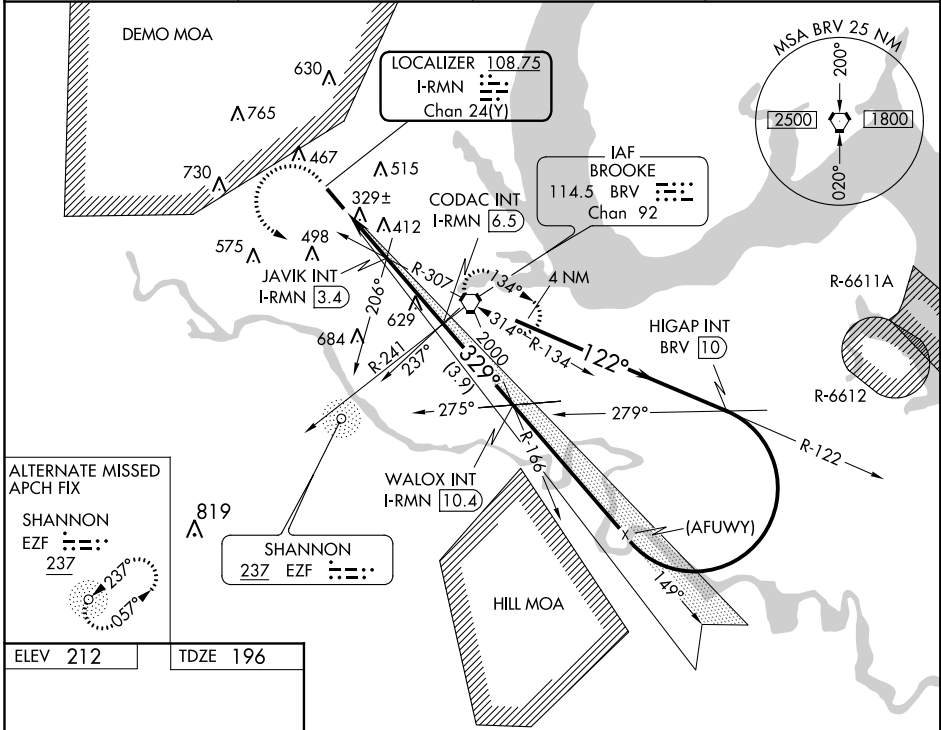 DEMO MOA
630
765
730
467
515
329±
412
575
498
LOCALIZER 108.75
I-RMN
Chan 24(Y)
MSA BRV 25 NM
200°
2500
1800
020°
IAF
BROOKE
114.5 BRV
Chan 92
CODAC INT
I-RMN 6.5
JAVIK INT
I-RMN 3.4
R-307
134°
4 NM
314°
R-134
2000
206°
629
684
R-241
237°
329°
(3.9)
122°
HIGAP INT
BRV 10
R-6611A
R-6612
275°
279°
R-122
R-166
WALOX INT
I-RMN 10.4
(AFUWY)
149°
HILL MOA
819
SHANNON
237 EZF
ALTERNATE MISSED
APCH FIX
SHANNON
EZF
237
237°
057°
ELEV 212
TDZE 196